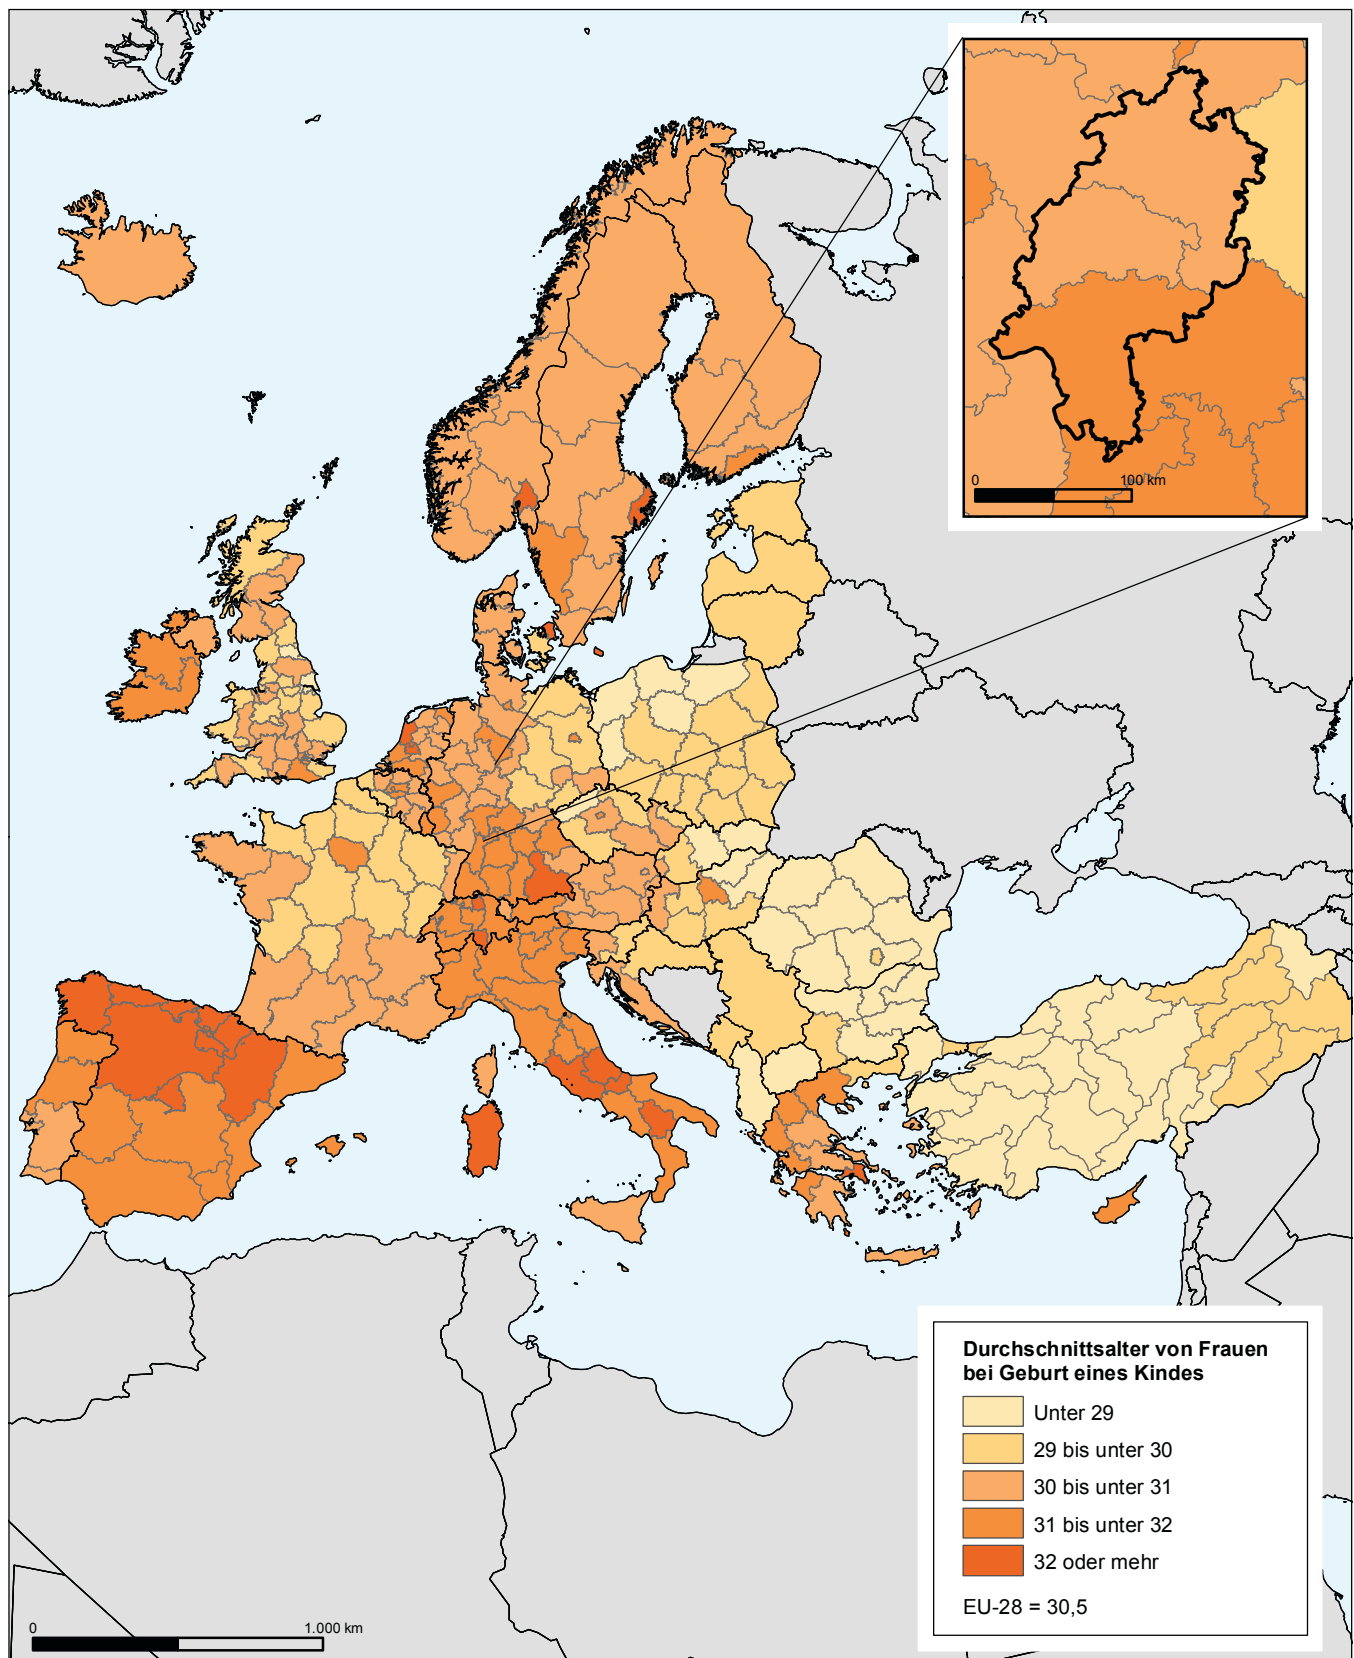 0 100 km
Durchschnittsalter von Frauen
bei Geburt eines Kindes
Unter 29
29 bis unter 30
30 bis unter 31
31 bis unter 32
32 oder mehr
EU-28 = 30,5
0 1.000 km